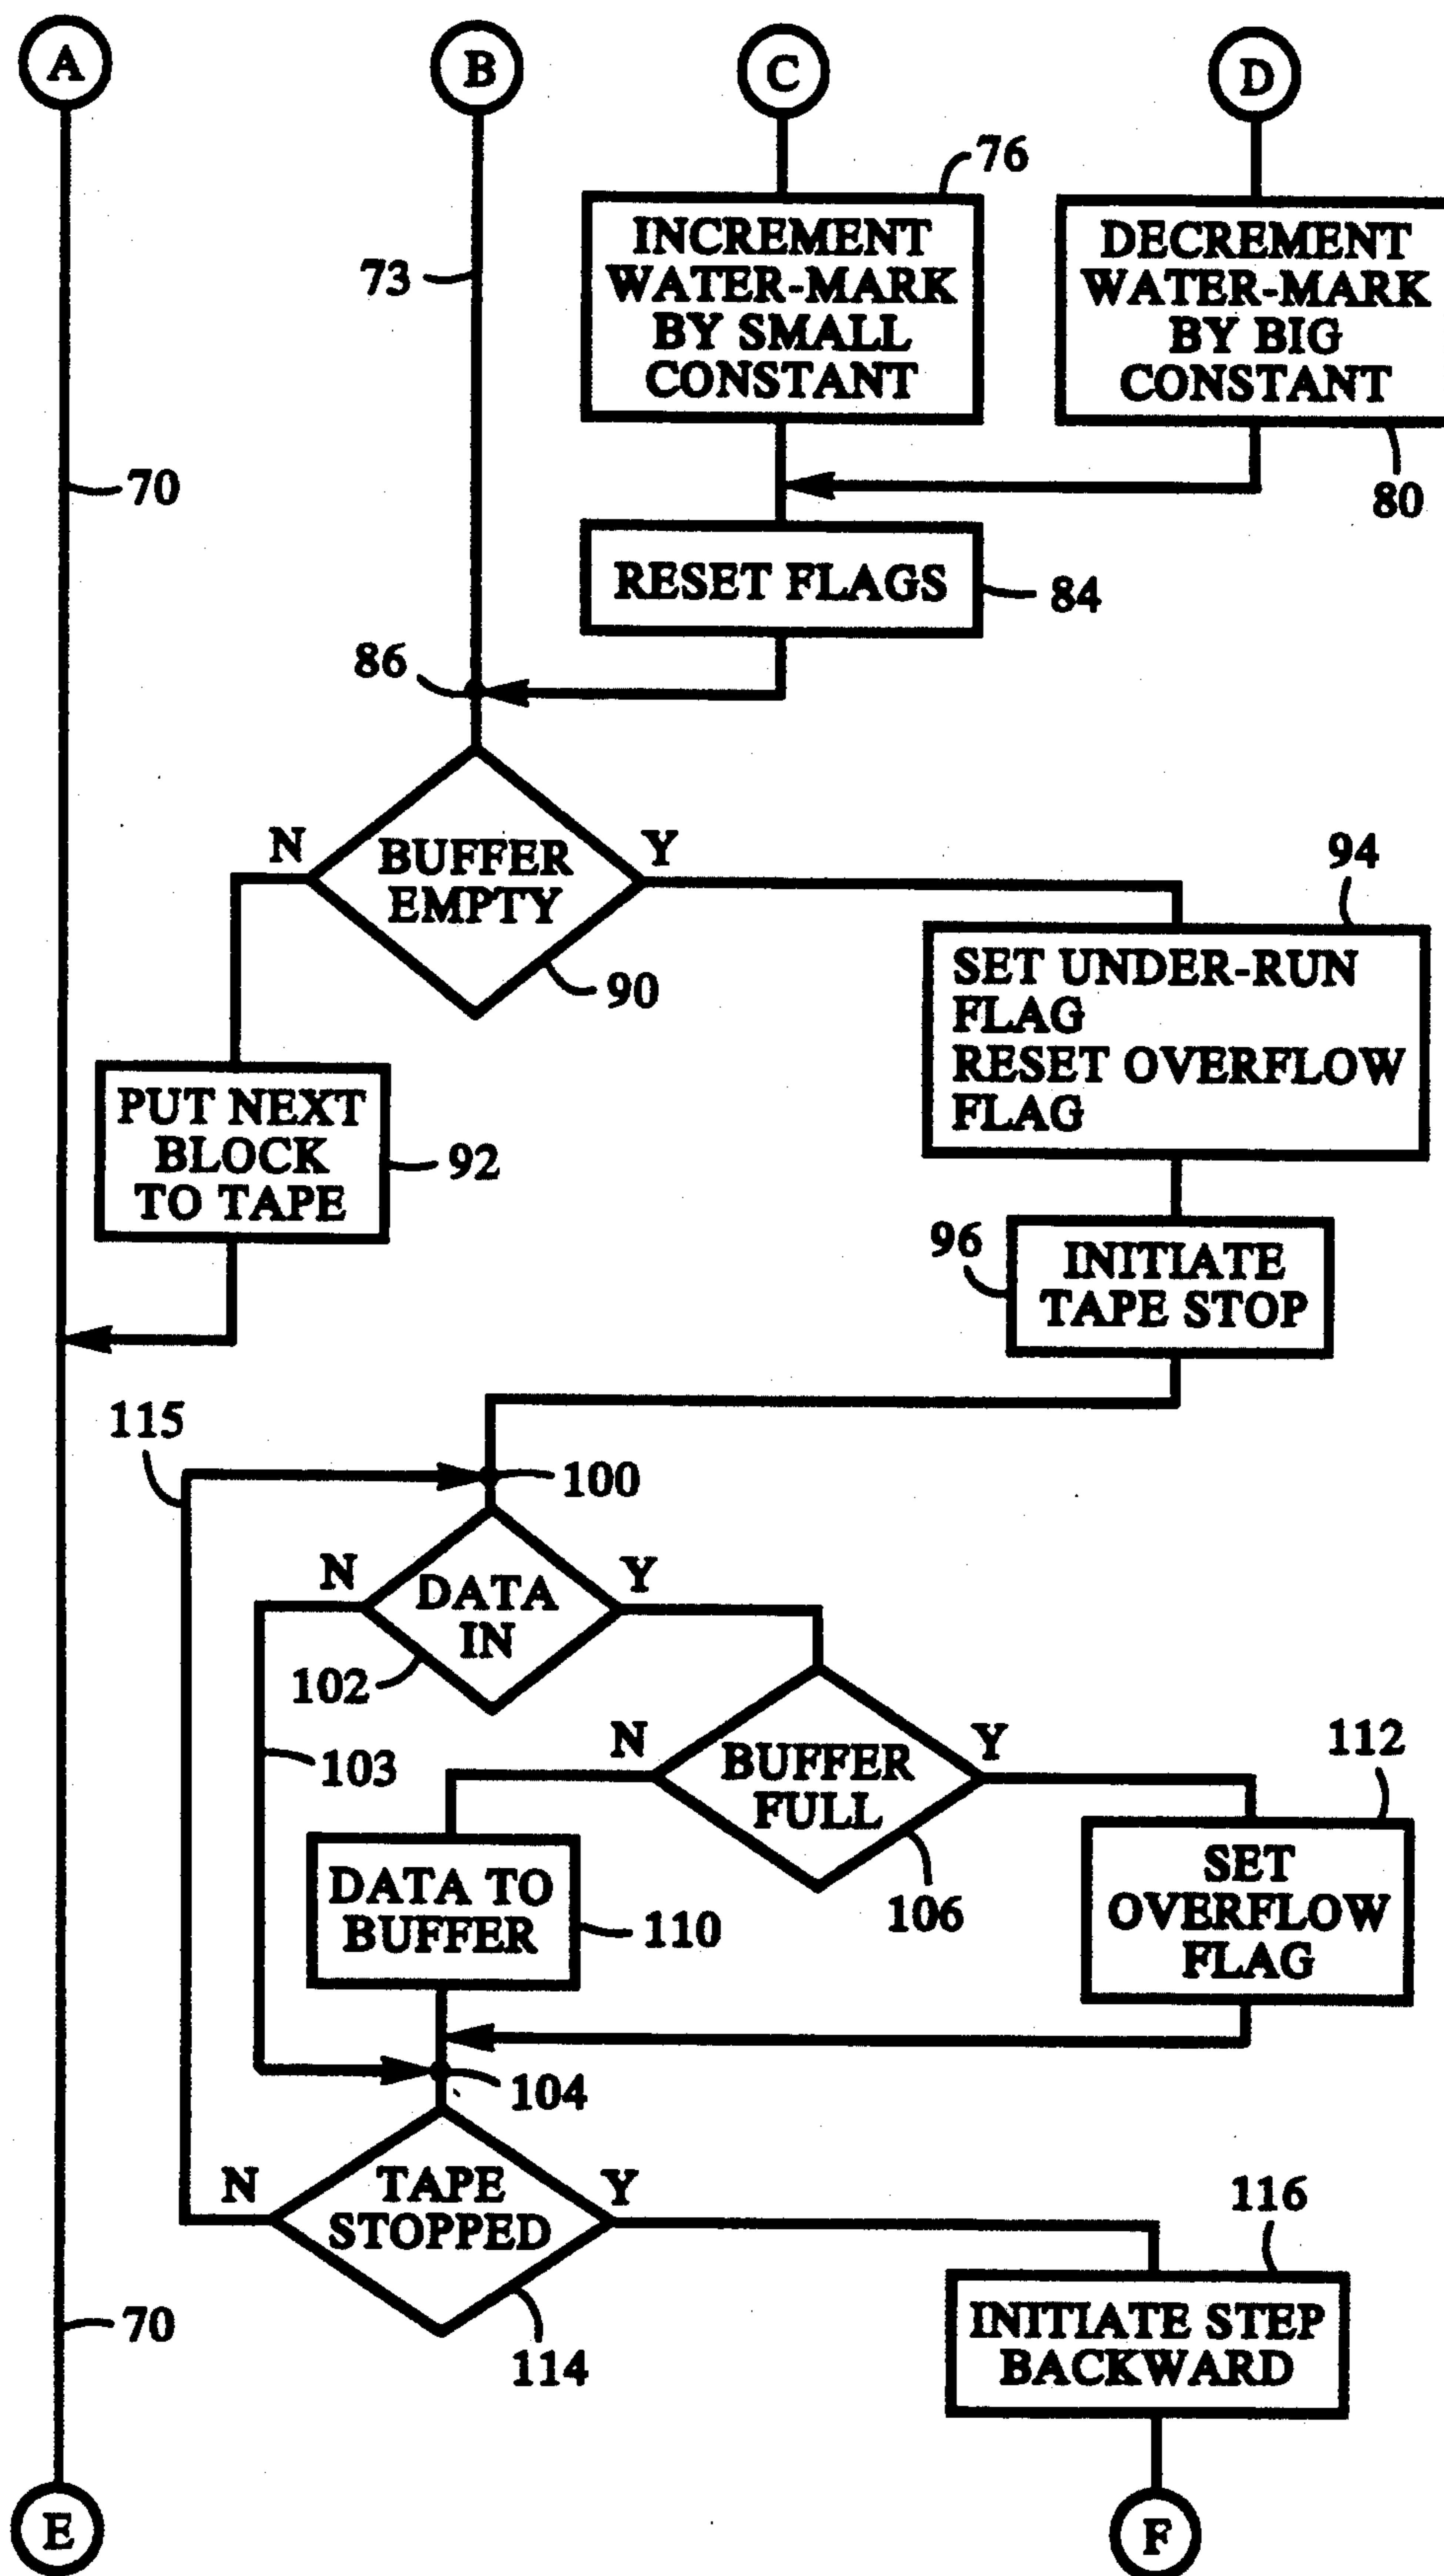 A
B
C
D
76
INCREMENT
WATER-MARK
BY SMALL
CONSTANT
DECREMENT
WATER-MARK
BY BIG
CONSTANT
73
70
80
RESET FLAGS
84
86
N
BUFFER
EMPTY
Y
90
94
SET UNDER-RUN
FLAG
RESET OVERFLOW
FLAG
PUT NEXT
BLOCK
TO TAPE
92
96
INITIATE
TAPE STOP
115
100
N
DATA
IN
Y
102
103
N
BUFFER
FULL
Y
106
112
SET
OVERFLOW
FLAG
DATA TO
BUFFER
110
104
N
TAPE
STOPPED
Y
114
116
INITIATE STEP
BACKWARD
70
E
F